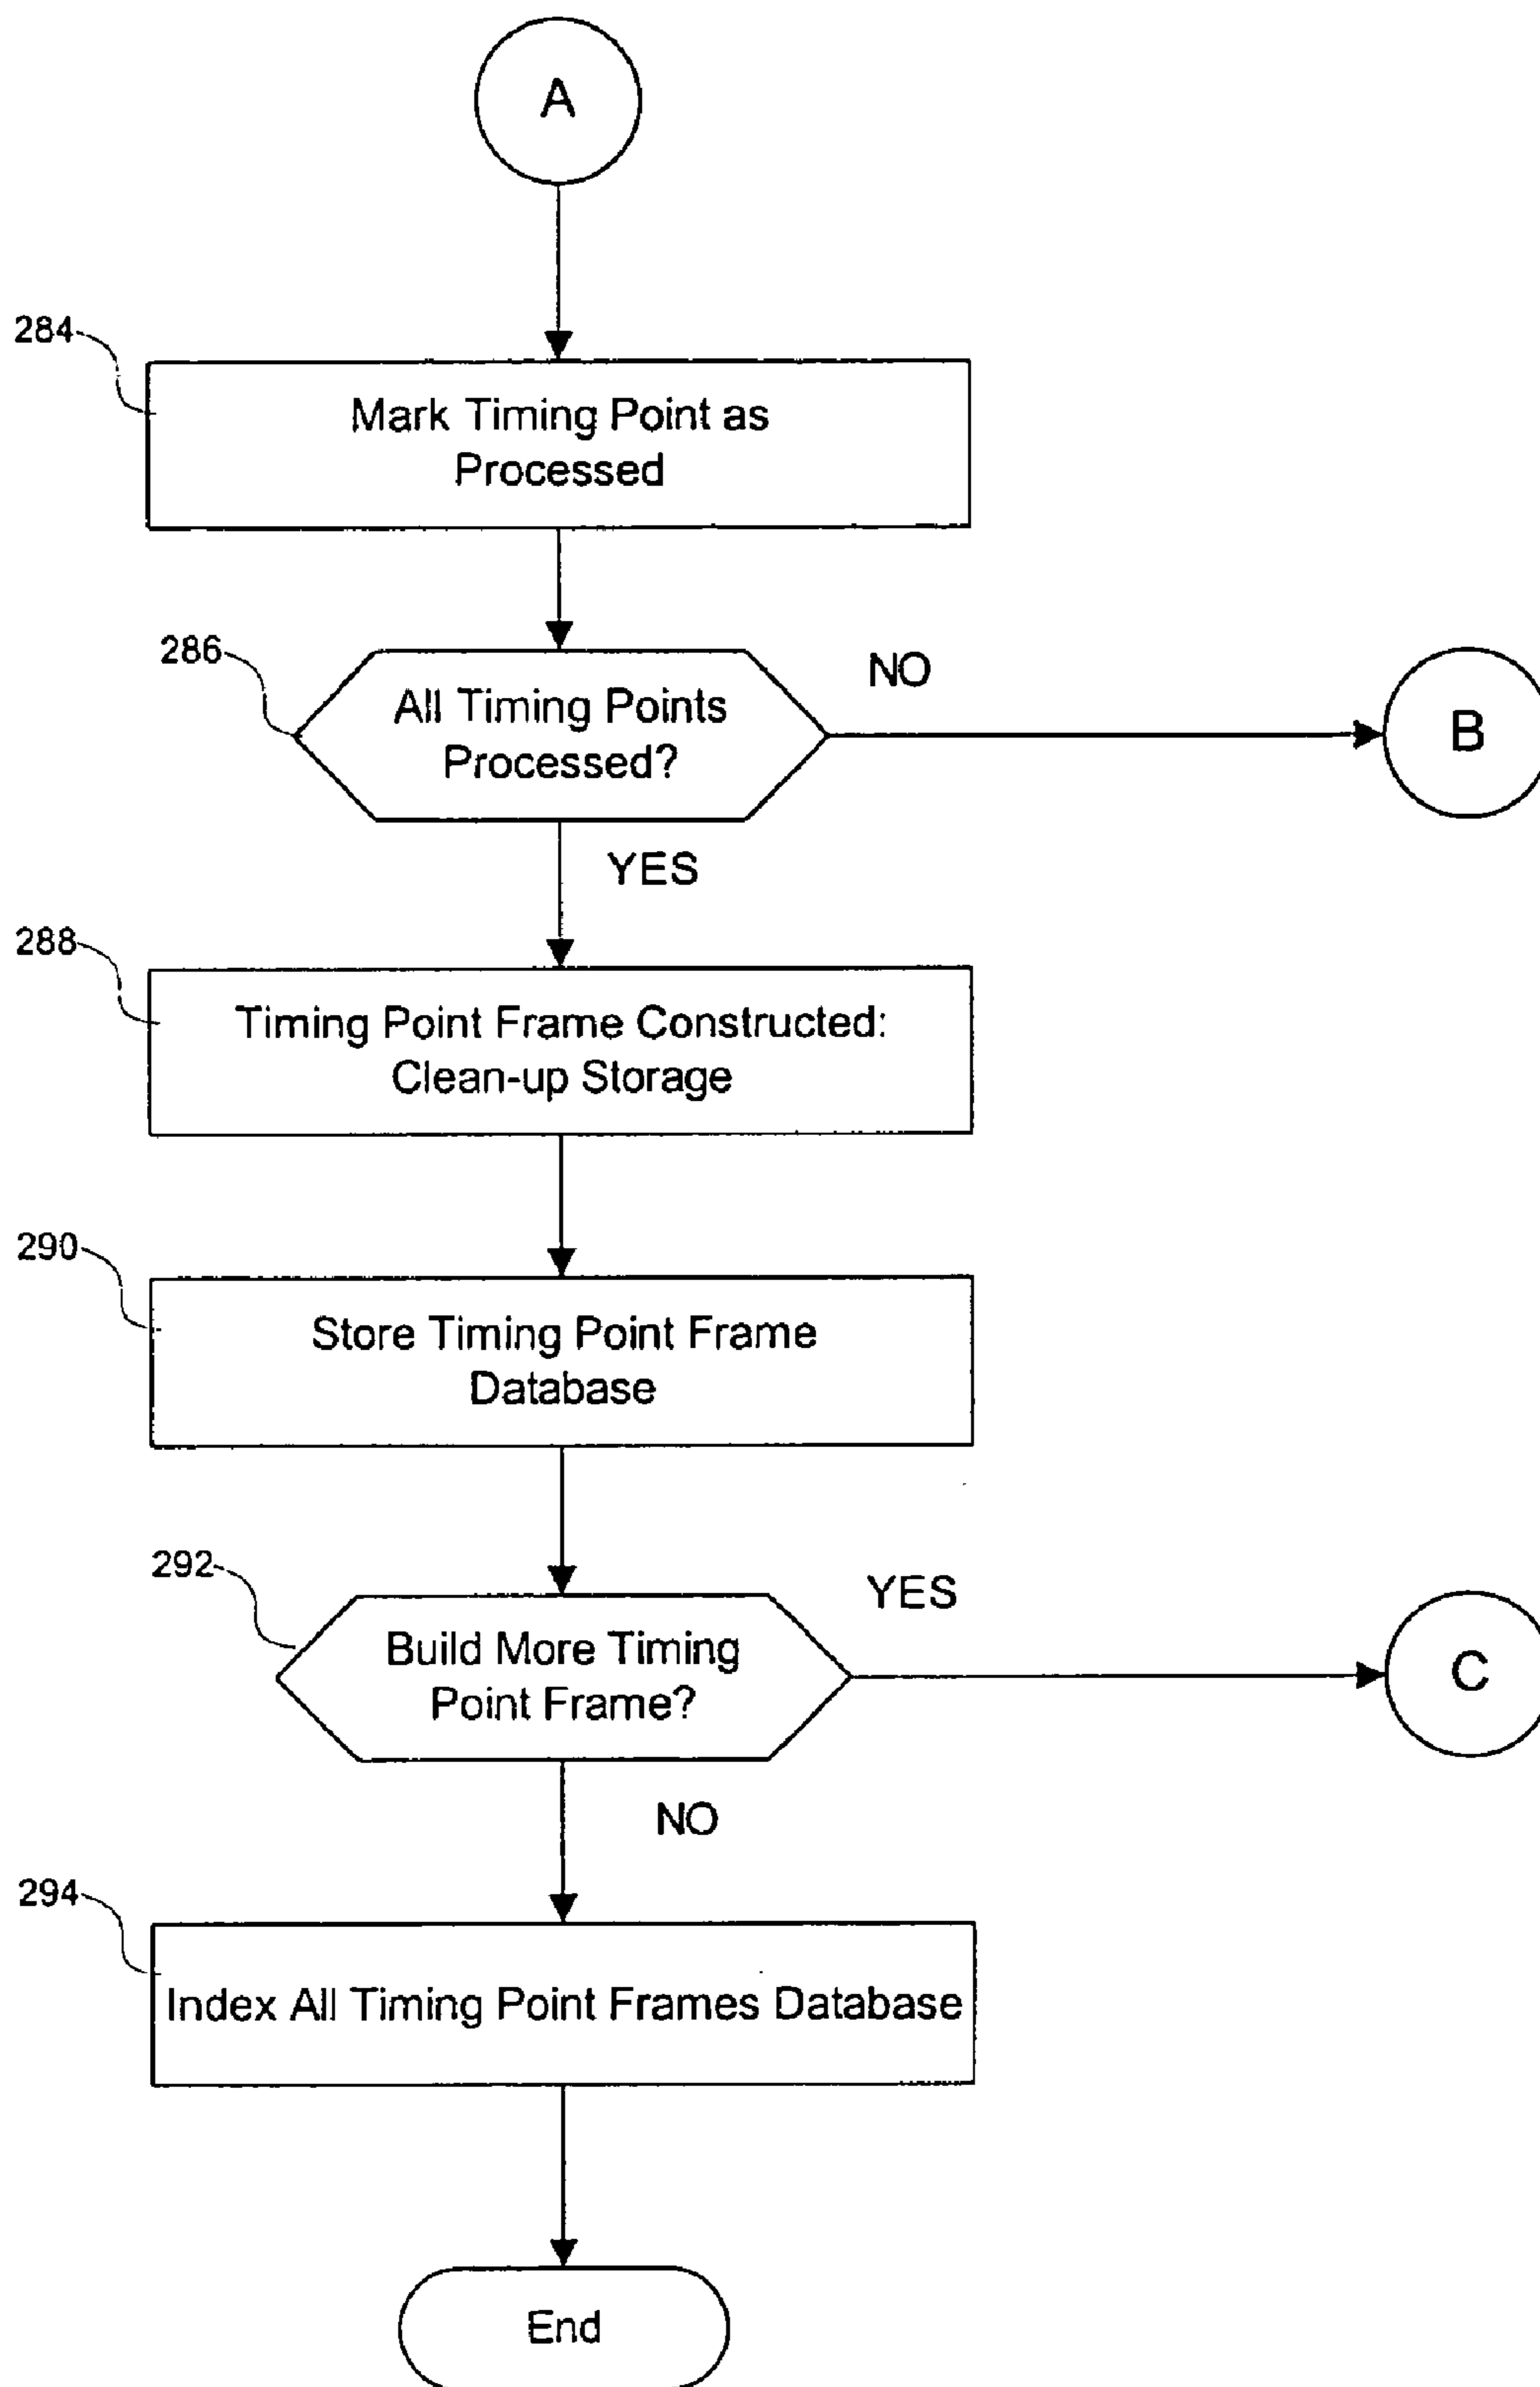 A
284
Mark Timing Point as
Processed
286
All Timing Points
Processed?
NO
B
YES
288
Timing Point Frame Constructed:
Clean-up Storage
290
Store Timing Point Frame
Database
292
Build More Timing
Point Frame?
YES
C
NO
294
Index All Timing Point Frames Database
End